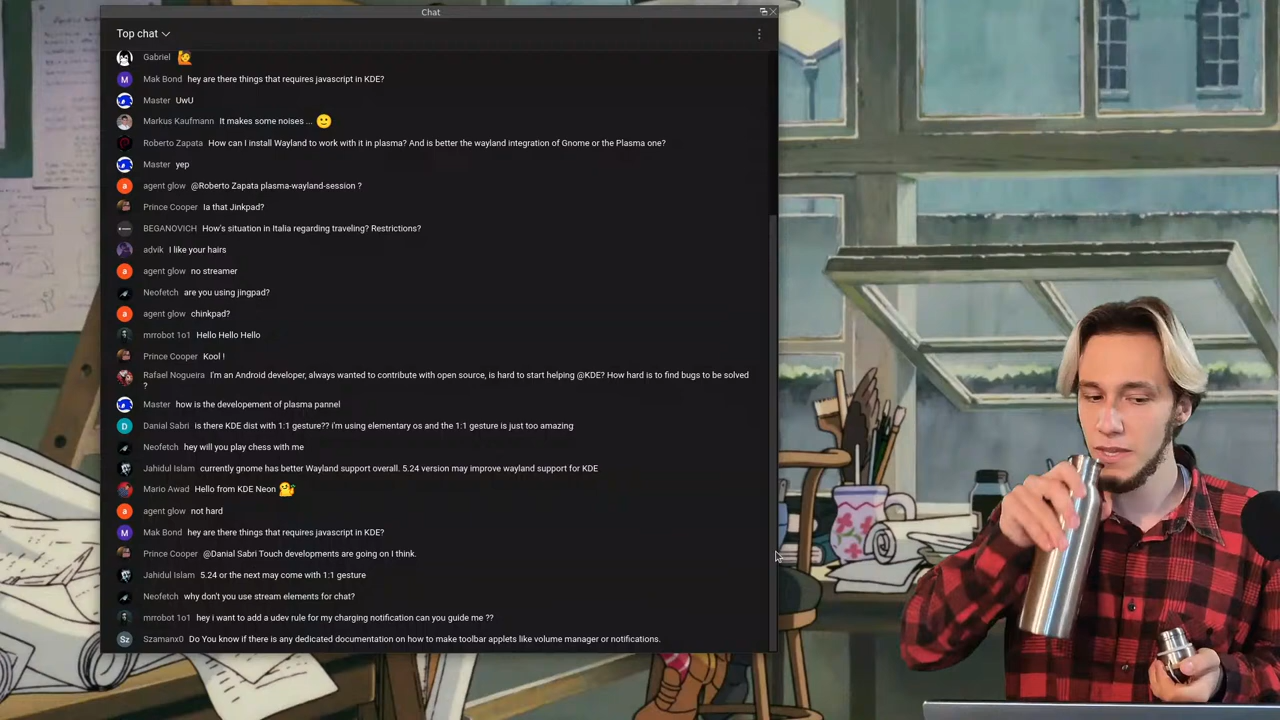 Chat
Top chat
Gabriel 🙋
M Mak Bond hey are there things that requires javascript in KDE?
Master UwU
Markus Kaufmann It makes some noises ... 🙂
Roberto Zapata How can I install Wayland to work with it in plasma? And is better the wayland integration of Gnome or the Plasma one?
Master yep
a agent glow @Roberto Zapata plasma-wayland-session ?
Prince Cooper Ia that Jinkpad?
BEGANOVICH How's situation in Italia regarding traveling? Restrictions?
advik I like your hairs
a agent glow no streamer
Neofetch are you using jingpad?
a agent glow chinkpad?
mrrobot 1o1 Hello Hello Hello
Prince Cooper Kool !
Rafael Nogueira I'm an Android developer, always wanted to contribute with open source, is hard to start helping @KDE? How hard is to find bugs to be solved
?
Master how is the developement of plasma pannel
D Danial Sabri is there KDE dist with 1:1 gesture?? i'm using elementary os and the 1:1 gesture is just too amazing
Neofetch hey will you play chess with me
Jahidul Islam currently gnome has better Wayland support overall. 5.24 version may improve wayland support for KDE
Mario Awad Hello from KDE Neon
a agent glow not hard
M Mak Bond hey are there things that requires javascript in KDE?
Prince Cooper @Danial Sabri Touch developments are going on I think.
Jahidul Islam 5.24 or the next may come with 1:1 gesture
Neofetch why don't you use stream elements for chat?
mrrobot 1o1 hey i want to add a udev rule for my charging notification can you guide me ??
Sz Szamanx0 Do You know if there is any dedicated documentation on how to make toolbar applets like volume manager or notifications.